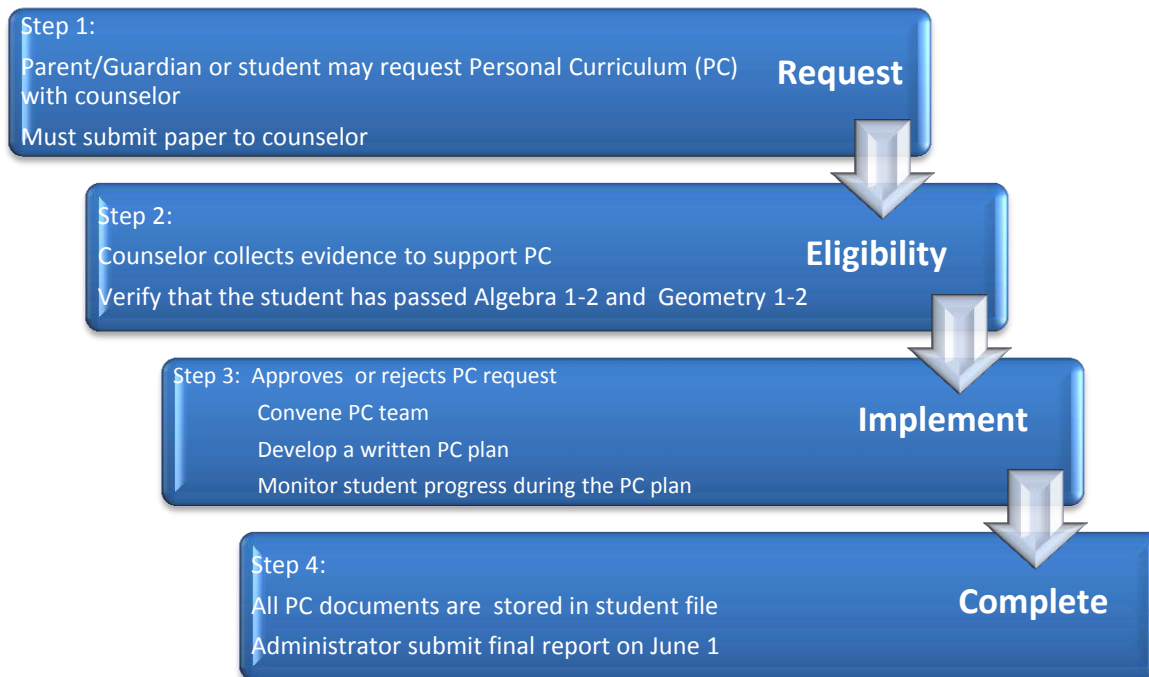 Step 1:
Parent/Guardian or student may request Personal Curriculum (PC)
with counselor
Must submit paper to counselor
Request
Step 2:
Counselor collects evidence to support PC
Verify that the student has passed Algebra 1-2 and Geometry 1-2
Eligibility
Step 3: Approves or rejects PC request
Convene PC team
Develop a written PC plan
Monitor student progress during the PC plan
Implement
Step 4:
All PC documents are stored in student file
Administrator submit final report on June 1
Complete